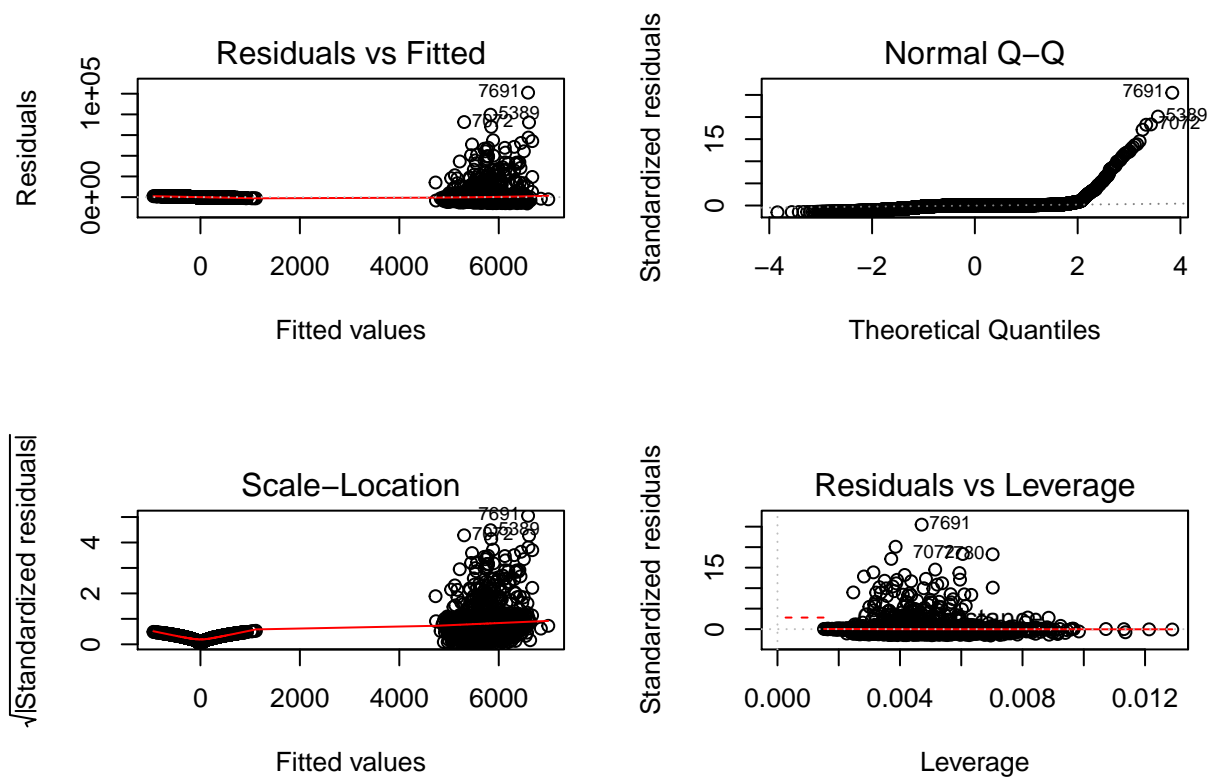 Residuals vs Fitted
Residuals
0e+00 1e+05
7691
5389
7072
0 2000 4000 6000
Fitted values
Normal Q−Q
Standardized residuals
0 15
7691
5389
7072
−4 −2 0 2 4
Theoretical Quantiles
Scale−Location
√|Standardized residuals|
0 2 4
7691
5389
7072
0 2000 4000 6000
Fitted values
Residuals vs Leverage
Standardized residuals
0 15
7691
7072
0.000 0.004 0.008 0.012
Leverage